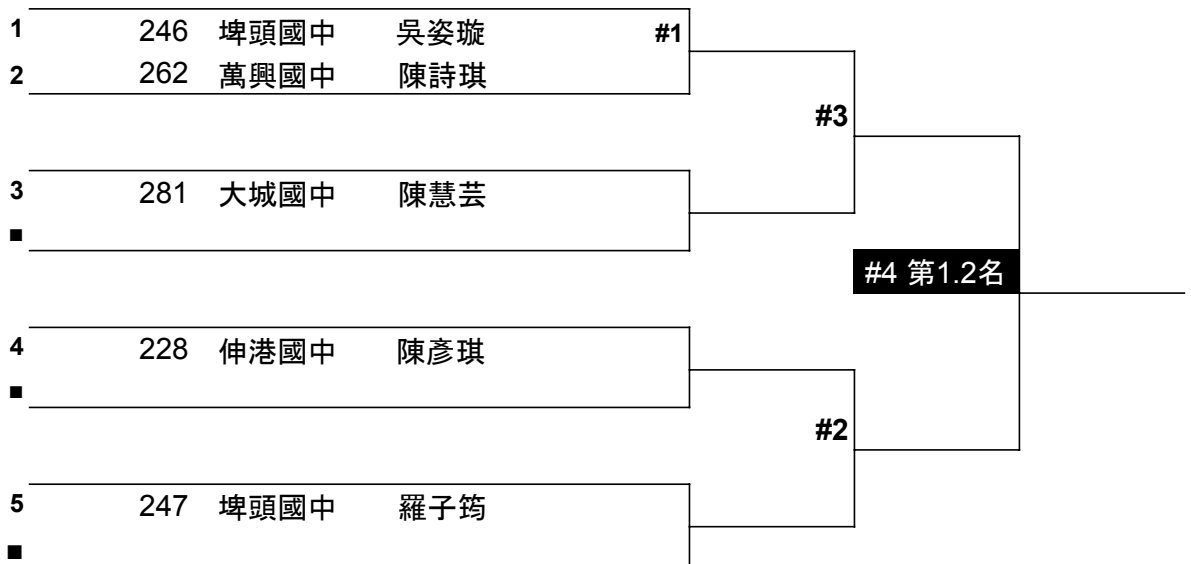 1 246 埤頭國中 吳姿璇 #1
2 262 萬興國中 陳詩琪
#3
3 281 大城國中 陳慧芸
■
#4 第1.2名
4 228 伸港國中 陳彥琪
■
#2
5 247 埤頭國中 羅子筠
■